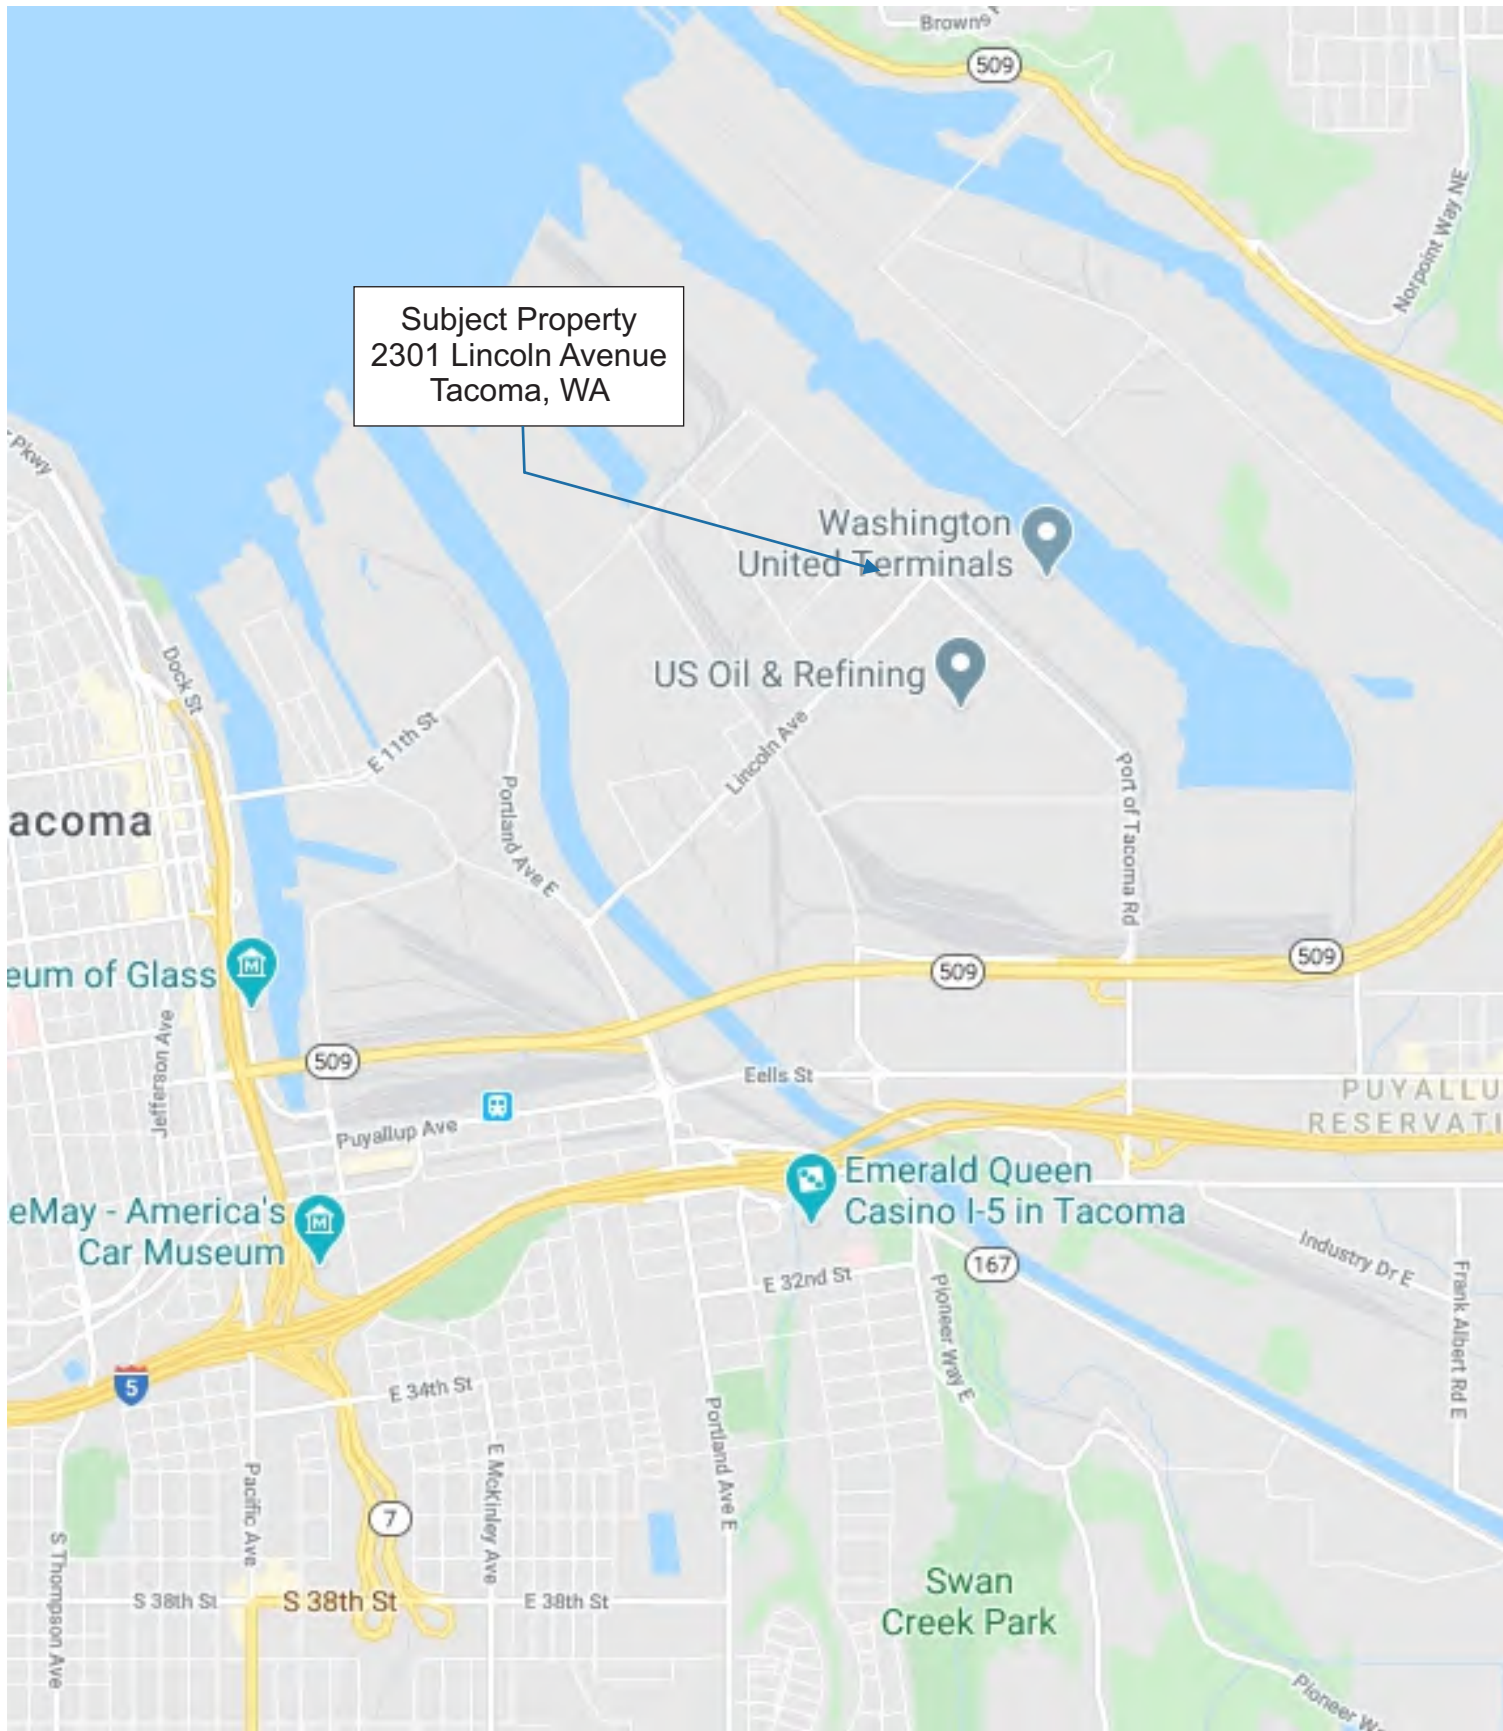 Browns
509
Norpoint Way NE
Subject Property
2301 Lincoln Avenue
Tacoma, WA
Pkwy
Washington
United Terminals
Dock St
US Oil & Refining
E 11th St
Lincoln Ave
Portland Ave E
Port of Tacoma Rd
acoma
eum of Glass
509
509
Jefferson Ave
509
Eells St
PUYALLU
RESERVATI
Puyallup Ave
Emerald Queen
Casino I-5 in Tacoma
eMay - America's
Car Museum
167
Industry Dr E
E 32nd St
Pioneer Way E
Frank Albert Rd E
5
E 34th St
Portland Ave E
E McKinley Ave
Pacific Ave
7
S Thompson Ave
Swan
Creek Park
S 38th St
S 38th St
E 38th St
Pioneer W